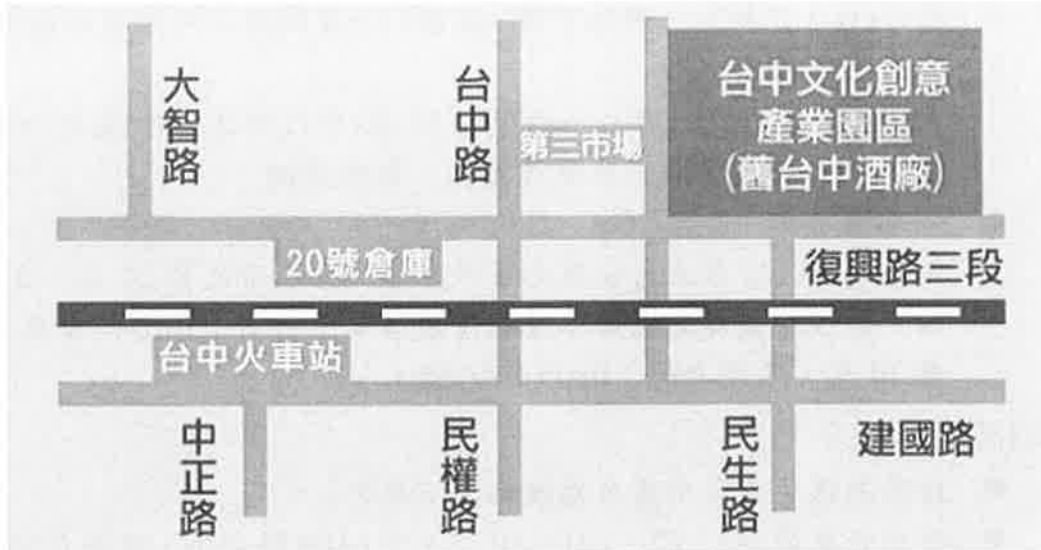 大智路
台中路
第三市場
台中文化創意
產業園區
(舊台中酒廠)
20號倉庫
復興路三段
台中火車站
中正路
民權路
民生路
建國路